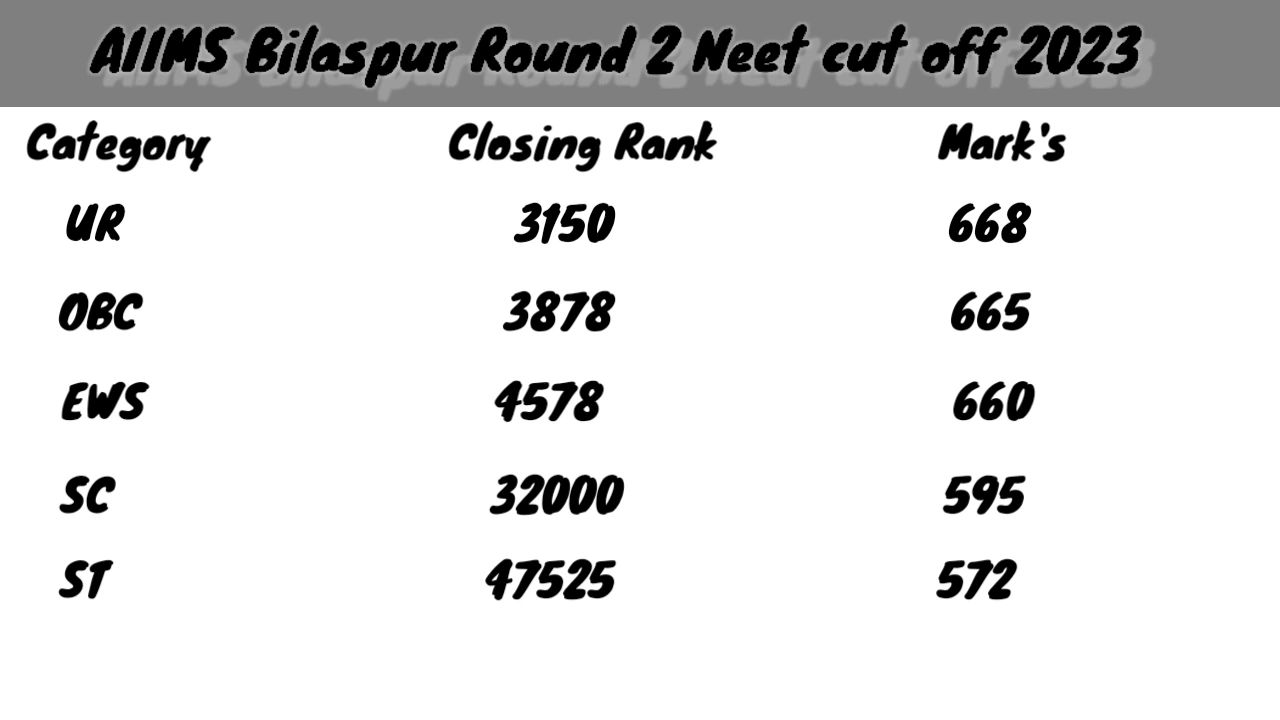 AIIMS Bilaspur Round 2 Neet cut off 2023
Category Closing Rank Mark's
UR 3150 668
OBC 3878 665
EWS 4578 660
SC 32000 595
ST 47525 572